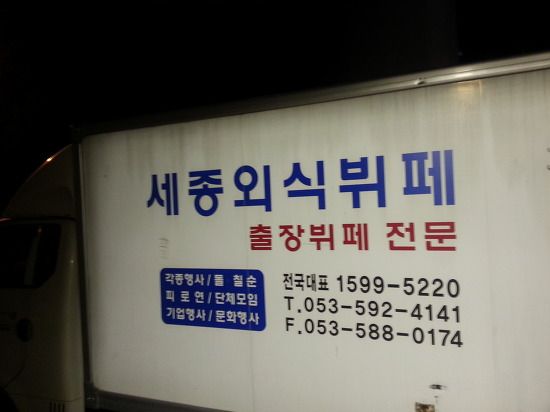 세종외식뷔페
출장뷔페 전문
각종행사/돌 칠순
피 로 연/단체모임
기업행사/문화행사
전국대표 1599-5220
T.053-592-4141
F.053-588-0174